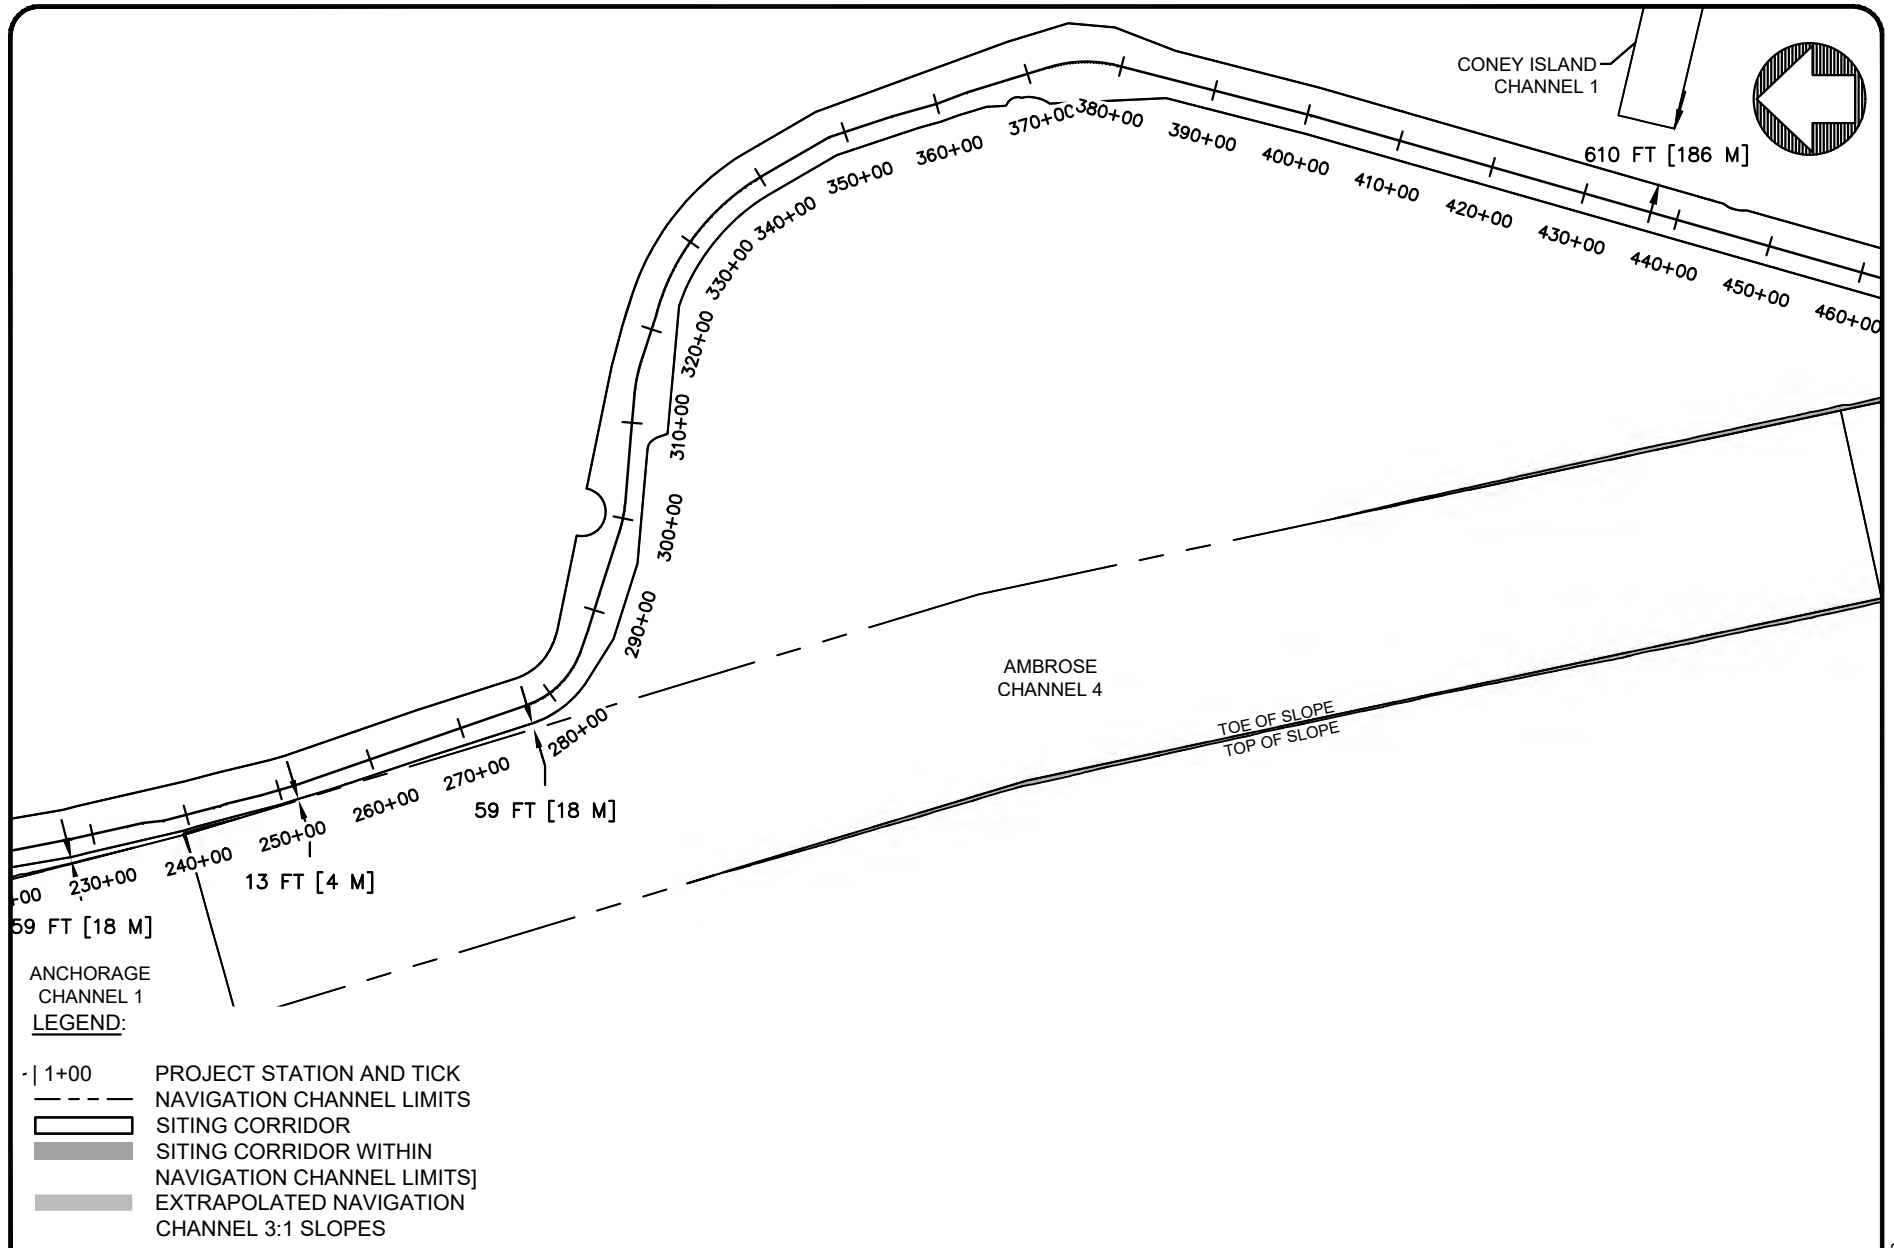 CONEY ISLAND
CHANNEL 1
610 FT [186 M]
370+00
380+00
390+00
400+00
410+00
420+00
430+00
440+00
450+00
460+00
360+00
350+00
340+00
330+00
320+00
310+00
300+00
290+00
280+00
270+00
260+00
250+00
240+00
230+00
+00
59 FT [18 M]
13 FT [4 M]
59 FT [18 M]
AMBROSE
CHANNEL 4
TOE OF SLOPE
TOP OF SLOPE
ANCHORAGE
CHANNEL 1
LEGEND:
1+00 PROJECT STATION AND TICK
NAVIGATION CHANNEL LIMITS
SITING CORRIDOR
SITING CORRIDOR WITHIN
NAVIGATION CHANNEL LIMITS]
EXTRAPOLATED NAVIGATION
CHANNEL 3:1 SLOPES